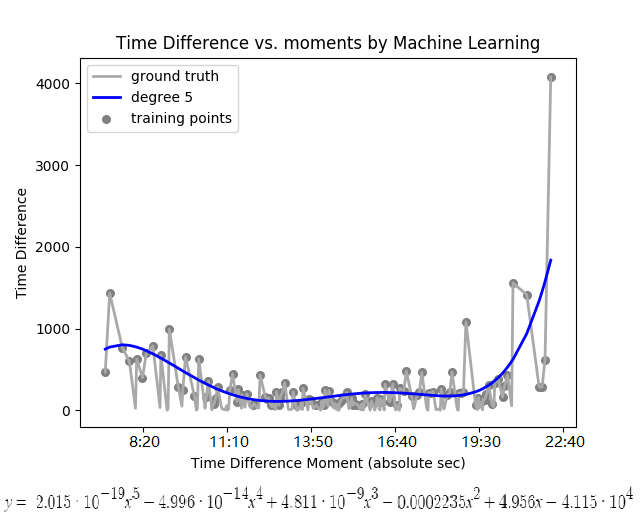 Time Difference vs. moments by Machine Learning
ground truth
degree 5
training points
4000
3000
2000
1000
0
Time Difference
8:20 11:10 13:50 16:40 19:30 22:40
Time Difference Moment (absolute sec)
y = 2.015 · 10^−19 x^5 − 4.996 · 10^−14 x^4 + 4.811 · 10^−9 x^3 − 0.0002235x^2 + 4.956x − 4.115 · 10^4